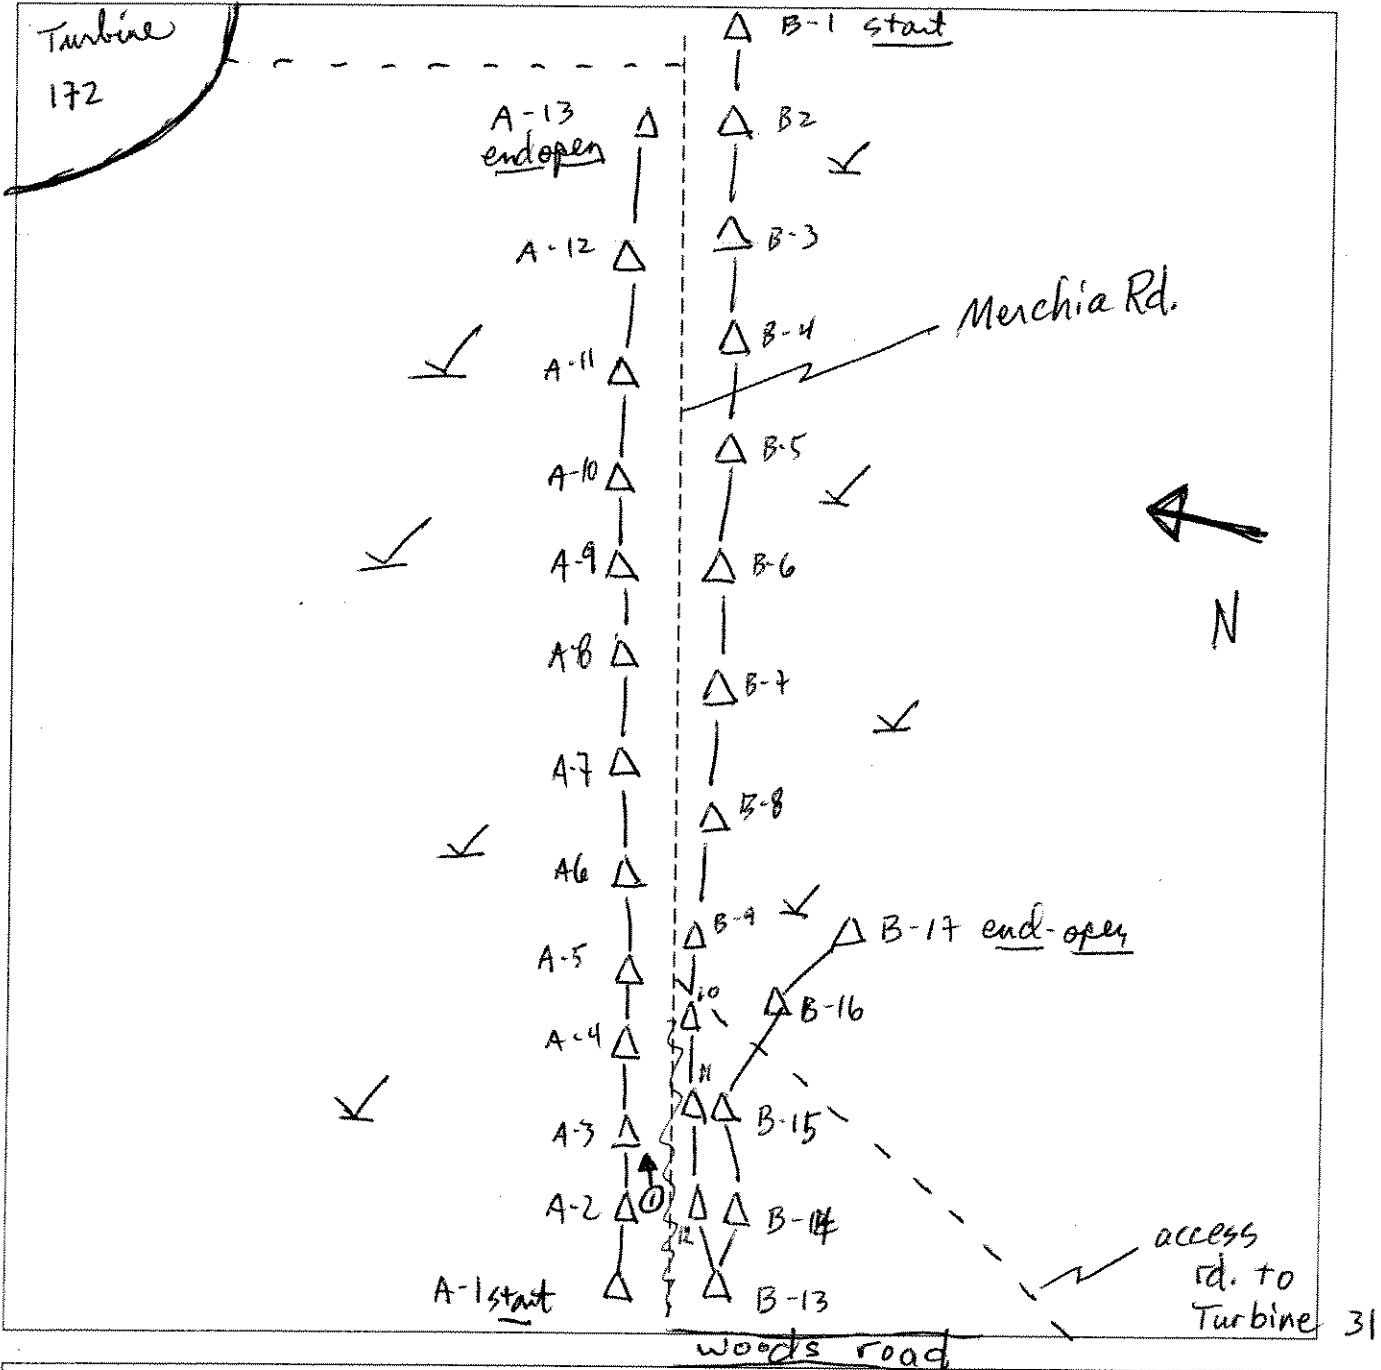 Turbine
172
B-1 start
A-13
end open
B2
A-12
B-3
Merchia Rd.
B-4
A-11
B-5
A-10
A-9
B-6
N
A-8
B-7
A-7
B-8
A6
B-9
B-17 end-open
A-5
10
B-16
A-4
11
A-3
B-15
A-2
1
12
B-14
access
rd. to
Turbine 31
A-1 start
B-13
woods road